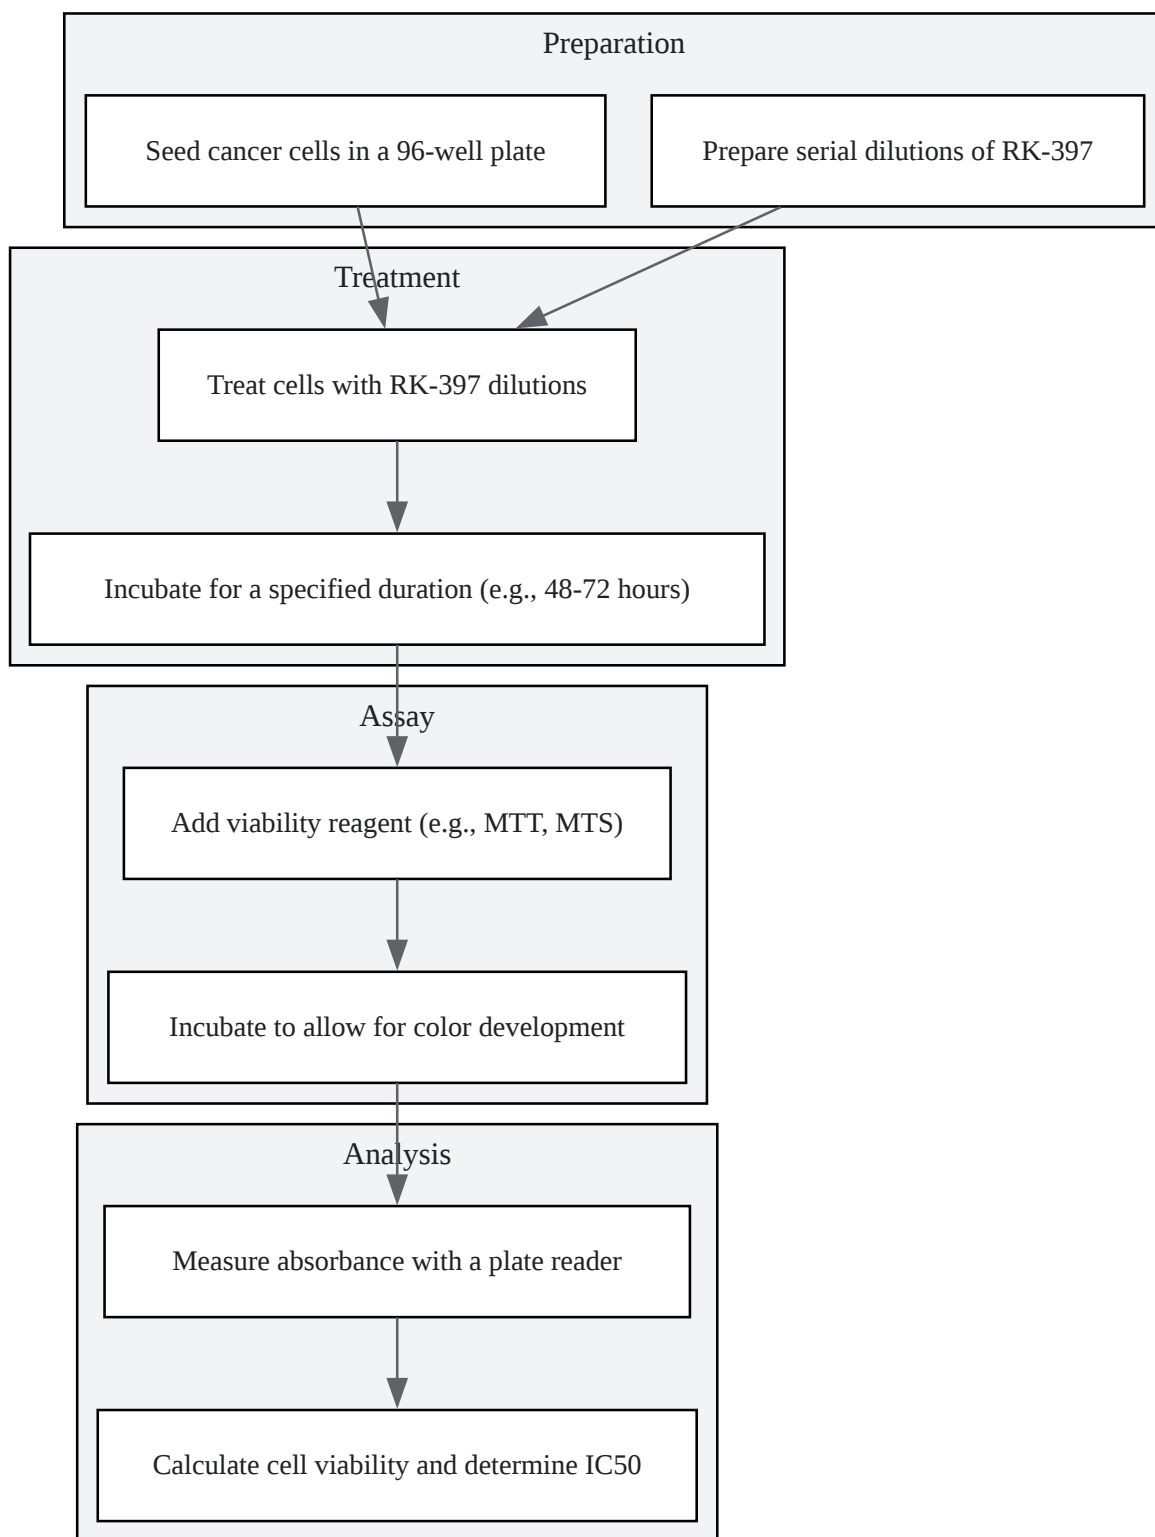 Preparation
Seed cancer cells in a 96-well plate
Prepare serial dilutions of RK-397
Treatment
Treat cells with RK-397 dilutions
Incubate for a specified duration (e.g., 48-72 hours)
Assay
Add viability reagent (e.g., MTT, MTS)
Incubate to allow for color development
Analysis
Measure absorbance with a plate reader
Calculate cell viability and determine IC50